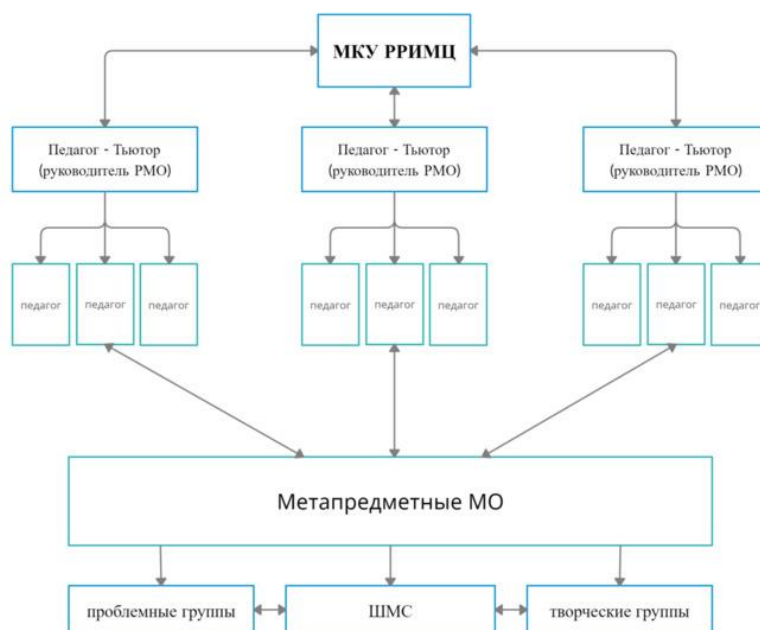 МКУ РРИМЦ
Педагог - Тьютор
(руководитель РМО)
Педагог - Тьютор
(руководитель РМО)
Педагог - Тьютор
(руководитель РМО)
педагог
педагог
педагог
педагог
педагог
педагог
педагог
педагог
педагог
Метапредметные МО
проблемные группы
ШМС
творческие группы